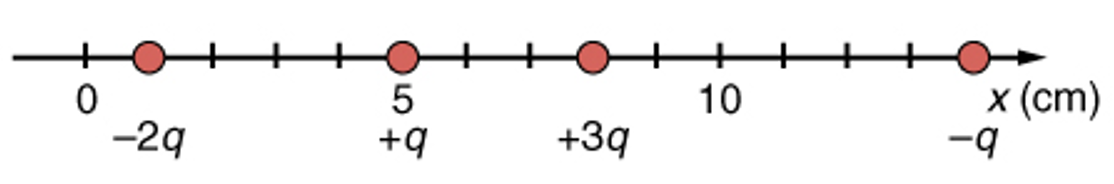 0 5 10 x (cm)
–2q +q +3q –q